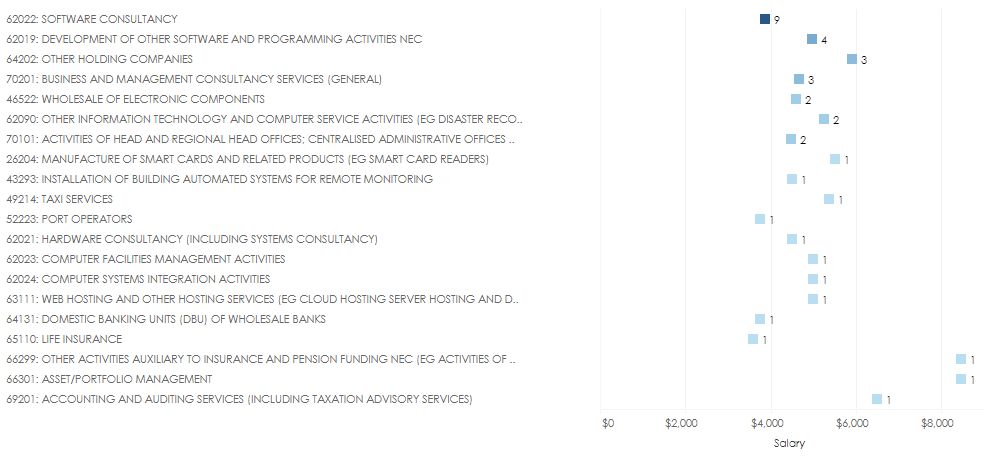 62022: SOFTWARE CONSULTANCY 9
62019: DEVELOPMENT OF OTHER SOFTWARE AND PROGRAMMING ACTIVITIES NEC 4
64202: OTHER HOLDING COMPANIES 3
70201: BUSINESS AND MANAGEMENT CONSULTANCY SERVICES (GENERAL) 3
46522: WHOLESALE OF ELECTRONIC COMPONENTS 2
62090: OTHER INFORMATION TECHNOLOGY AND COMPUTER SERVICE ACTIVITIES (EG DISASTER RECO.. 2
70101: ACTIVITIES OF HEAD AND REGIONAL HEAD OFFICES; CENTRALISED ADMINISTRATIVE OFFICES .. 2
26204: MANUFACTURE OF SMART CARDS AND RELATED PRODUCTS (EG SMART CARD READERS) 1
43293: INSTALLATION OF BUILDING AUTOMATED SYSTEMS FOR REMOTE MONITORING 1
49214: TAXI SERVICES 1
52223: PORT OPERATORS 1
62021: HARDWARE CONSULTANCY (INCLUDING SYSTEMS CONSULTANCY) 1
62023: COMPUTER FACILITIES MANAGEMENT ACTIVITIES 1
62024: COMPUTER SYSTEMS INTEGRATION ACTIVITIES 1
63111: WEB HOSTING AND OTHER HOSTING SERVICES (EG CLOUD HOSTING SERVER HOSTING AND D.. 1
64131: DOMESTIC BANKING UNITS (DBU) OF WHOLESALE BANKS 1
65110: LIFE INSURANCE 1
66299: OTHER ACTIVITIES AUXILIARY TO INSURANCE AND PENSION FUNDING NEC (EG ACTIVITIES OF .. 1
66301: ASSET/PORTFOLIO MANAGEMENT 1
69201: ACCOUNTING AND AUDITING SERVICES (INCLUDING TAXATION ADVISORY SERVICES) 1
$0 $2,000 $4,000 $6,000 $8,000
Salary